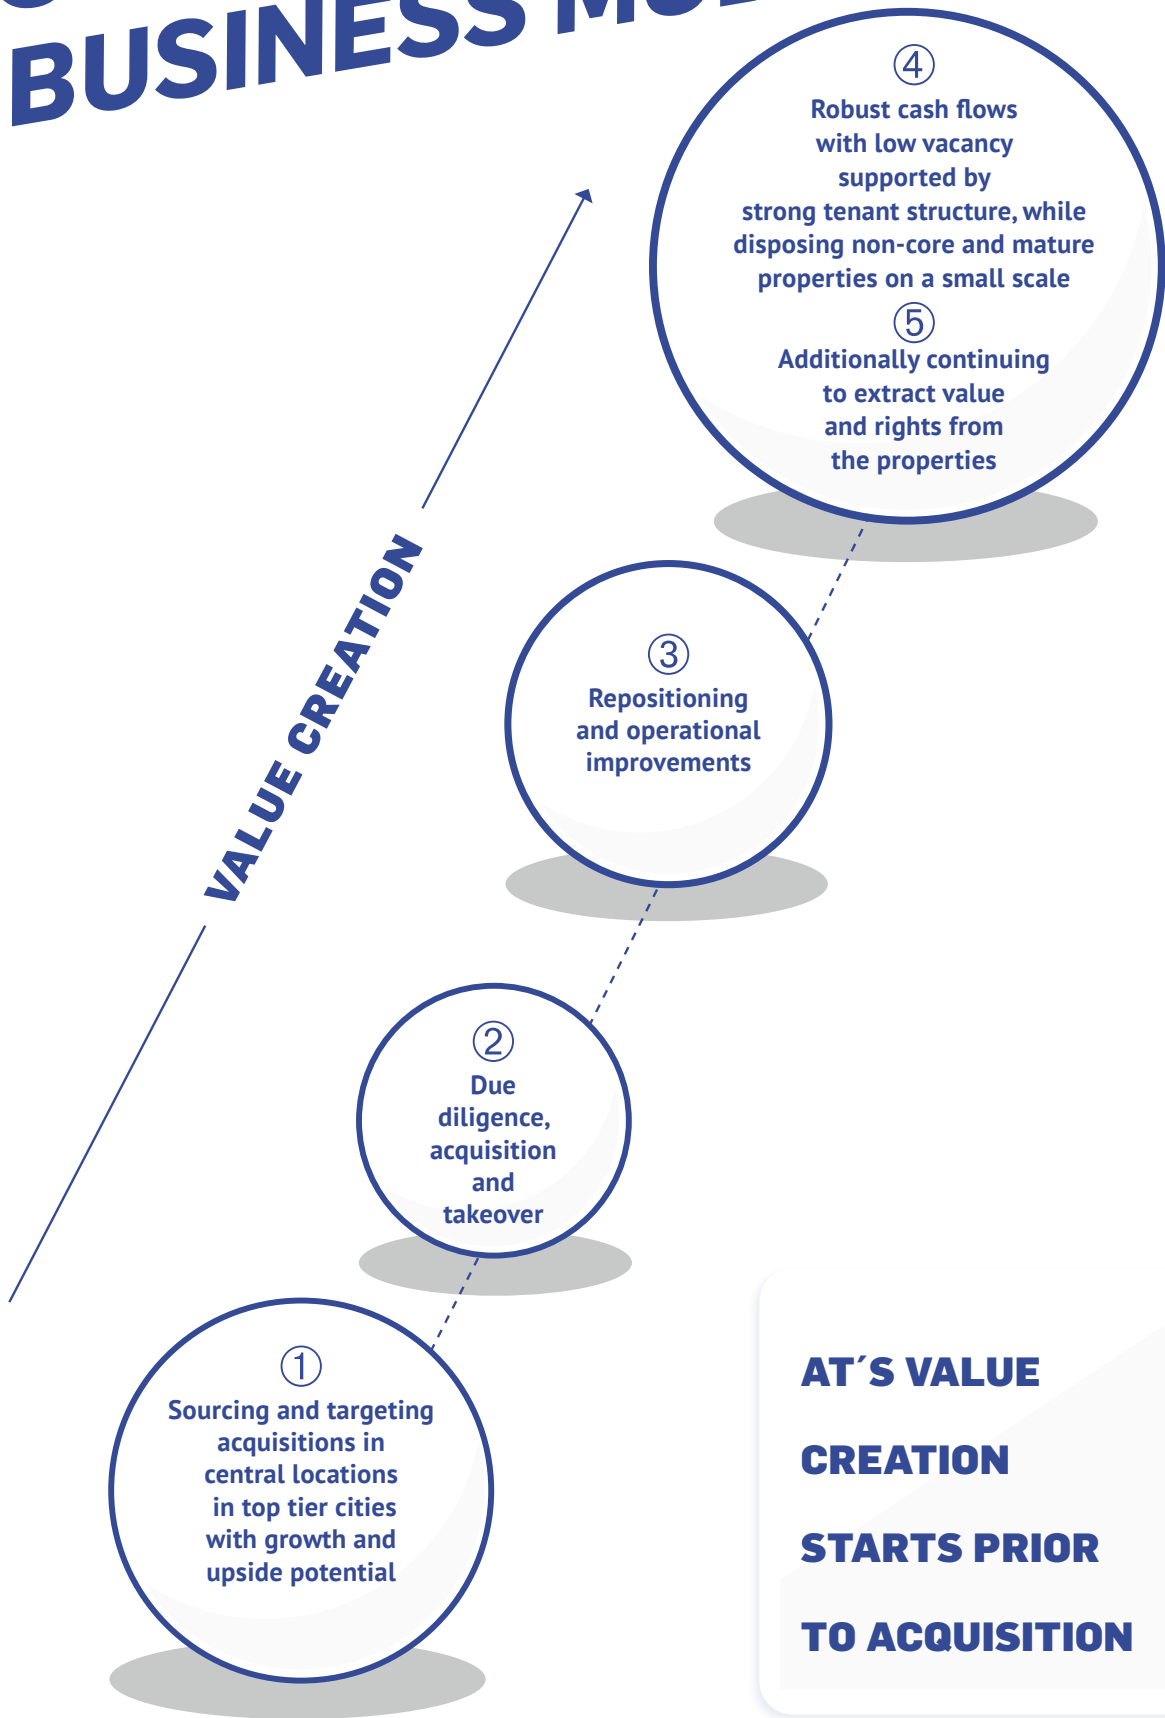 BUSINESS
④
Robust cash flows
with low vacancy
supported by
strong tenant structure, while
disposing non-core and mature
properties on a small scale
⑤
Additionally continuing
to extract value
and rights from
the properties
VALUE CREATION
③
Repositioning
and operational
improvements
②
Due
diligence,
acquisition
and
takeover
①
Sourcing and targeting
acquisitions in
central locations
in top tier cities
with growth and
upside potential
AT´S VALUE
CREATION
STARTS PRIOR
TO ACQUISITION